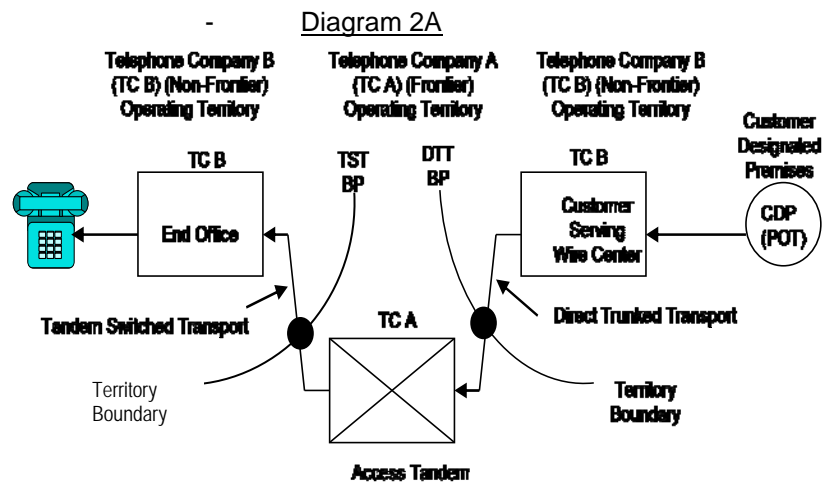 - Diagram 2A
Telephone Company B
(TC B) (Non-Frontier)
Operating Territory
Telephone Company A
(TC A) (Frontier)
Operating Territory
Telephone Company B
(TC B) (Non-Frontier)
Operating Territory
Customer
Designated
Premises
TC B
TST
BP
DTT
BP
TC B
End Office
Customer
Serving
Wire Center
CDP
(POT)
Tandem Switched Transport
TC A
Direct Trunked Transport
Territory
Boundary
Territory
Boundary
Access Tandem